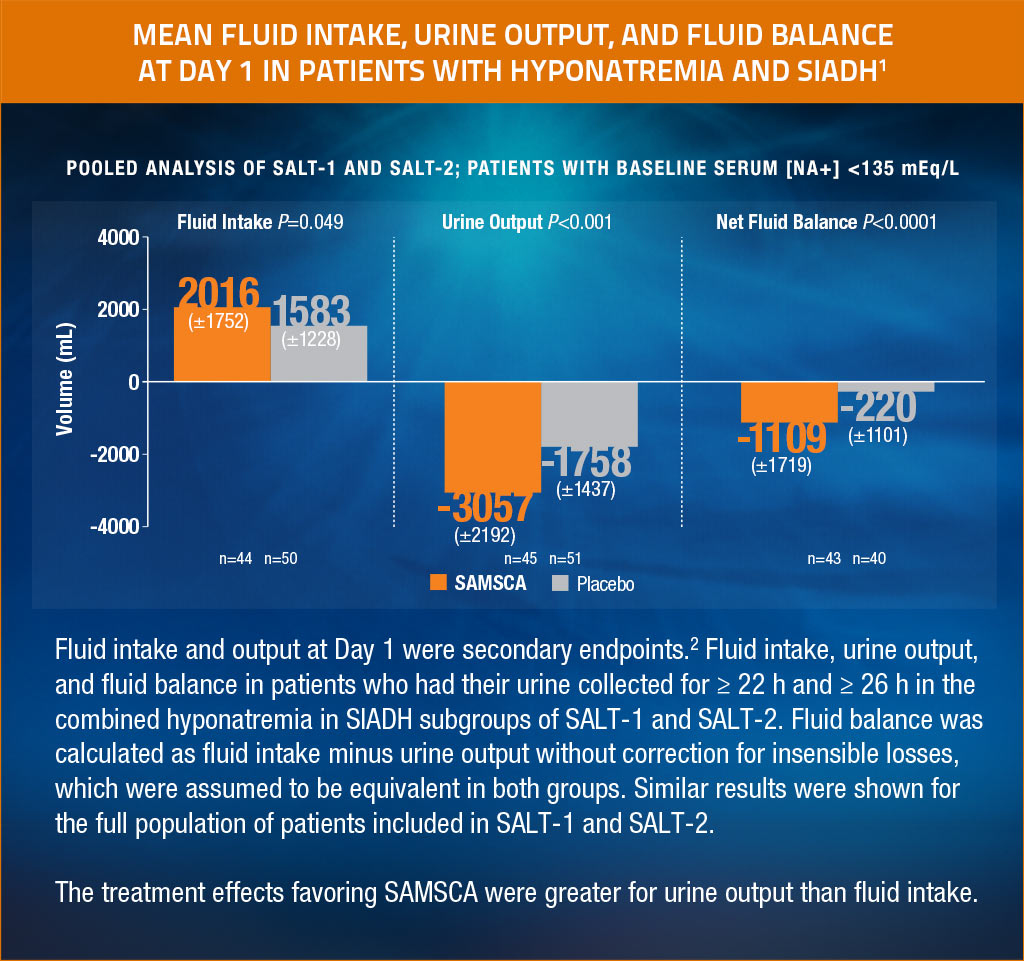 MEAN FLUID INTAKE, URINE OUTPUT, AND FLUID BALANCE
AT DAY 1 IN PATIENTS WITH HYPONATREMIA AND SIADH¹
POOLED ANALYSIS OF SALT-1 AND SALT-2; PATIENTS WITH BASELINE SERUM [NA+] <135 mEq/L
Fluid Intake P=0.049
Urine Output P<0.001
Net Fluid Balance P<0.0001
Volume (mL)
4000
2000
0
-2000
-4000
2016
(±1752)
1583
(±1228)
-3057
(±2192)
-1758
(±1437)
-1109
(±1719)
-220
(±1101)
n=44 n=50
n=45 n=51
n=43 n=40
SAMSCA Placebo
Fluid intake and output at Day 1 were secondary endpoints.² Fluid intake, urine output,
and fluid balance in patients who had their urine collected for ≥ 22 h and ≥ 26 h in the
combined hyponatremia in SIADH subgroups of SALT-1 and SALT-2. Fluid balance was
calculated as fluid intake minus urine output without correction for insensible losses,
which were assumed to be equivalent in both groups. Similar results were shown for
the full population of patients included in SALT-1 and SALT-2.
The treatment effects favoring SAMSCA were greater for urine output than fluid intake.